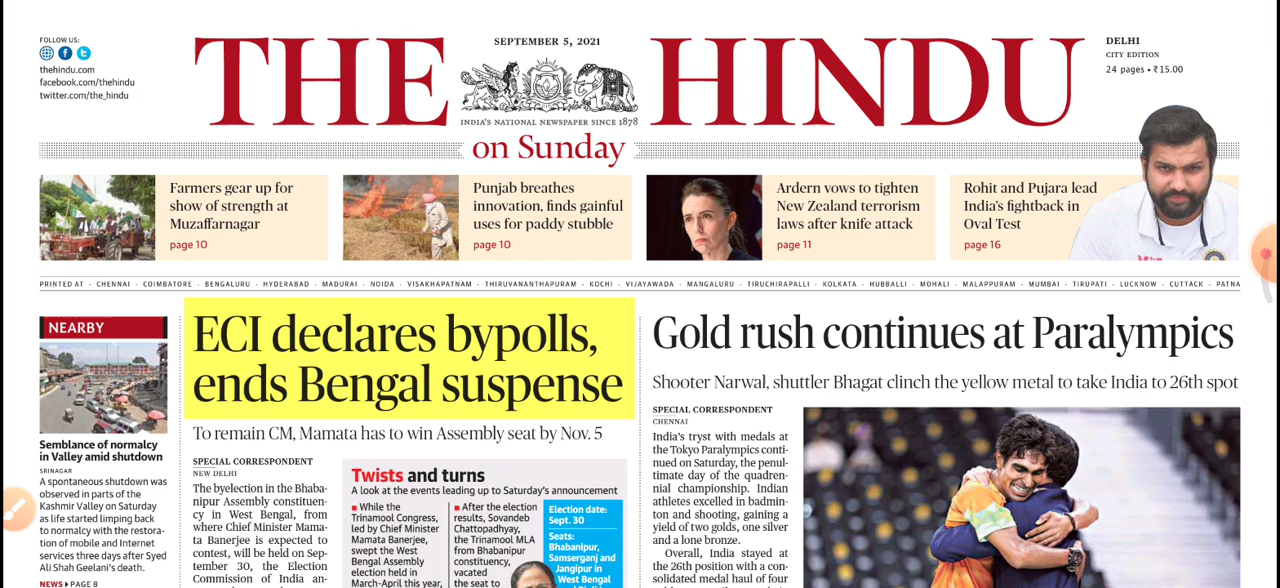 FOLLOW US:
thehindu.com
facebook.com/thehindu
twitter.com/the_hindu
THE HINDU
SEPTEMBER 5, 2021
INDIA'S NATIONAL NEWSPAPER SINCE 1878
on Sunday
DELHI
CITY EDITION
24 pages • ₹15.00
Farmers gear up for
show of strength at
Muzaffarnagar
page 10
Punjab breathes
innovation, finds gainful
uses for paddy stubble
page 10
Ardern vows to tighten
New Zealand terrorism
laws after knife attack
page 11
Rohit and Pujara lead
India's fightback in
Oval Test
page 16
PRINTED AT · CHENNAI · COIMBATORE · BENGALURU · HYDERABAD · MADURAI · NOIDA · VISAKHAPATNAM · THIRUVANANTHAPURAM · KOCHI · VIJAYAWADA · MANGALURU · TIRUCHIRAPALLI · KOLKATA · HUBBALLI · MOHALI · MALAPPURAM · MUMBAI · TIRUPATI · LUCKNOW · CUTTACK · PATNA
NEARBY
Semblance of normalcy
in Valley amid shutdown
SRINAGAR
A spontaneous shutdown was
observed in parts of the
Kashmir Valley on Saturday
as life started limping back
to normalcy with the restora-
tion of mobile and Internet
services three days after Syed
Ali Shah Geelani's death.
NEWS PAGE 8
ECI declares bypolls,
ends Bengal suspense
To remain CM, Mamata has to win Assembly seat by Nov. 5
SPECIAL CORRESPONDENT
NEW DELHI
The byelection in the Bhaba-
nipur Assembly constituen-
cy in West Bengal, from
where Chief Minister Mama-
ta Banerjee is expected to
contest, will be held on Sep-
tember 30, the Election
Commission of India an-
Twists and turns
A look at the events leading up to Saturday's announcement
While the
Trinamool Congress,
led by Chief Minister
Mamata Banerjee,
swept the West
Bengal Assembly
election held in
March-April this year,
After the election
results, Sovandeb
Chattopadhyay,
the Trinamool MLA
from Bhabanipur
constituency,
vacated
the seat to
Election date:
Sept. 30
Seats:
Bhabanipur,
Samserganj and
Jangipur in
West Bengal
Gold rush continues at Paralympics
Shooter Narwal, shuttler Bhagat clinch the yellow metal to take India to 26th spot
SPECIAL CORRESPONDENT
CHENNAI
India's tryst with medals at
the Tokyo Paralympics conti-
nued on Saturday, the penul-
timate day of the quadren-
nial championship. Indian
athletes excelled in badmin-
ton and shooting, gaining a
yield of two golds, one silver
and a lone bronze.
Overall, India stayed at
the 26th position with a con-
solidated medal haul of four